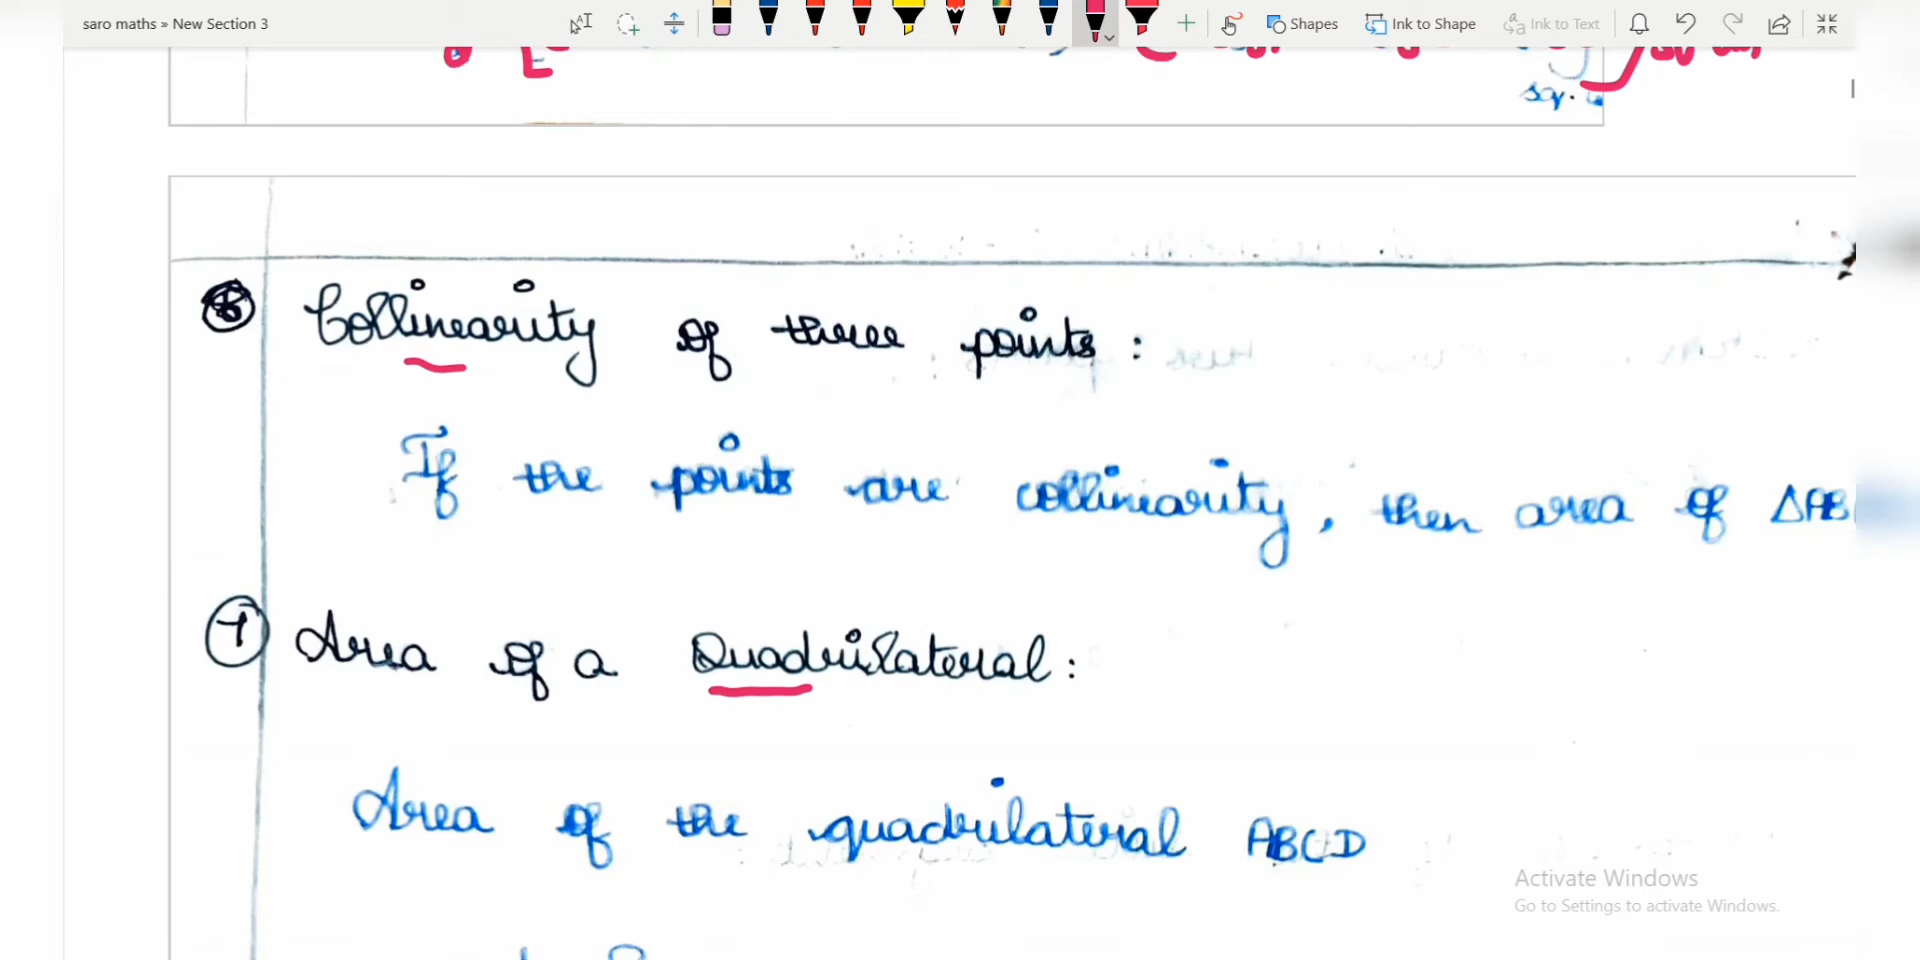 saro maths » New Section 3
Shapes
Ink to Shape
Ink to Text
sq.
⑥ Collinearity of three points :
If the points are collinearity, then area of ΔAB
⑦ Area of a Quadrilateral :
Area of the quadrilateral ABCD
Activate Windows
Go to Settings to activate Windows.